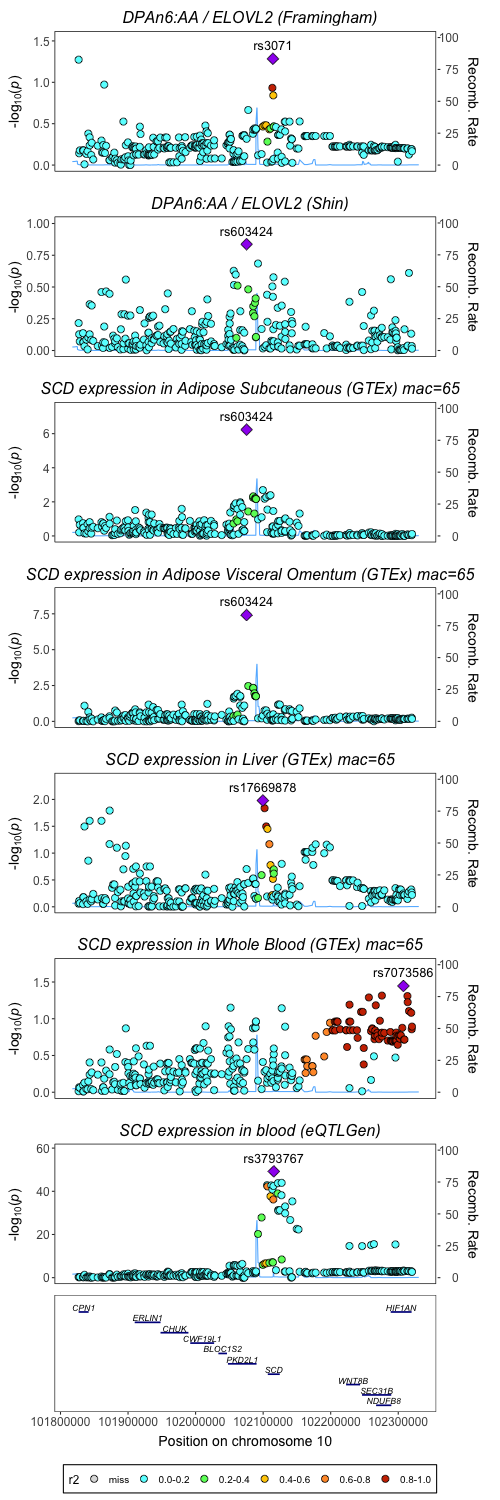 DPAn6:AA / ELOVL2 (Framingham)
rs3071
-log10(p)
1.5
1.0
0.5
0.0
100
75
50
25
0
Recomb. Rate
DPAn6:AA / ELOVL2 (Shin)
rs603424
-log10(p)
1.00
0.75
0.50
0.25
0.00
100
75
50
25
0
Recomb. Rate
SCD expression in Adipose Subcutaneous (GTEx) mac=65
rs603424
-log10(p)
6
4
2
0
100
75
50
25
0
Recomb. Rate
SCD expression in Adipose Visceral Omentum (GTEx) mac=65
rs603424
-log10(p)
7.5
5.0
2.5
0.0
100
75
50
25
0
Recomb. Rate
SCD expression in Liver (GTEx) mac=65
rs17669878
-log10(p)
2.0
1.5
1.0
0.5
0.0
100
75
50
25
0
Recomb. Rate
SCD expression in Whole Blood (GTEx) mac=65
rs7073586
-log10(p)
1.5
1.0
0.5
0.0
100
75
50
25
0
Recomb. Rate
SCD expression in blood (eQTLGen)
rs3793767
-log10(p)
60
40
20
0
100
75
50
25
0
Recomb. Rate
CPN1 HIF1AN
ERLIN1
CHUK
CWF19L1
BLOC1S2
PKD2L1
SCD
WNT8B
SEC31B
NDUFB8
101800000 101900000 102000000 102100000 102200000 102300000
Position on chromosome 10
r2 miss 0.0-0.2 0.2-0.4 0.4-0.6 0.6-0.8 0.8-1.0